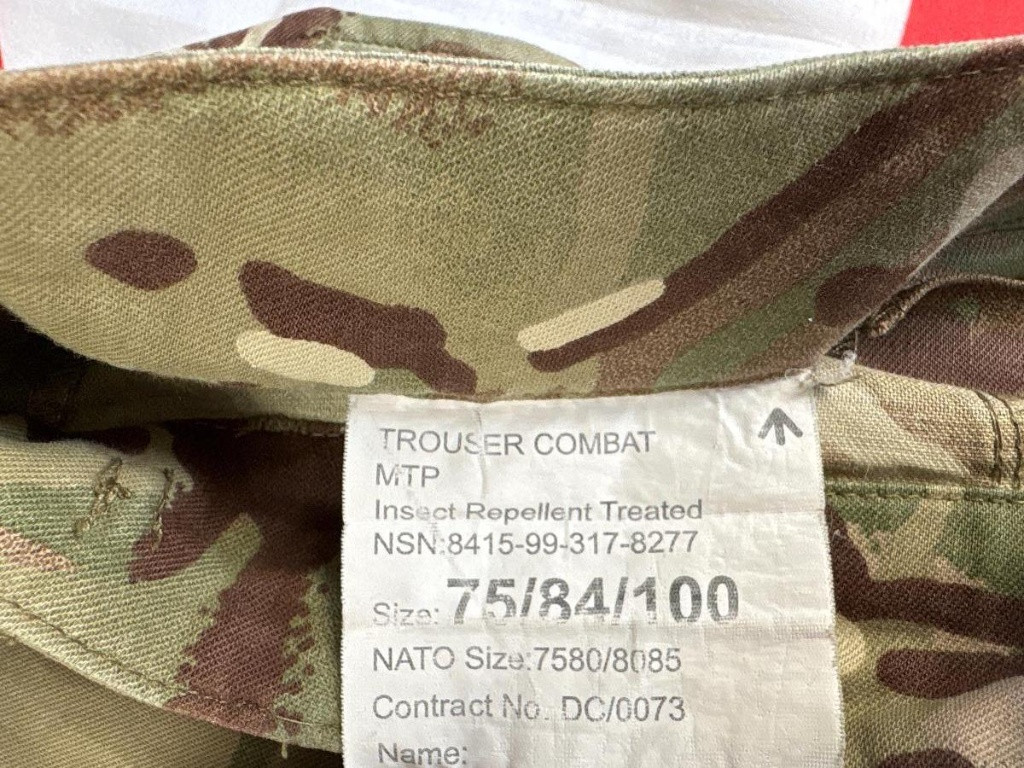 TROUSER COMBAT
MTP
Insect Repellent Treated
NSN:8415-99-317-8277
Size: 75/84/100
NATO Size:7580/8085
Contract No. DC/0073
Name: